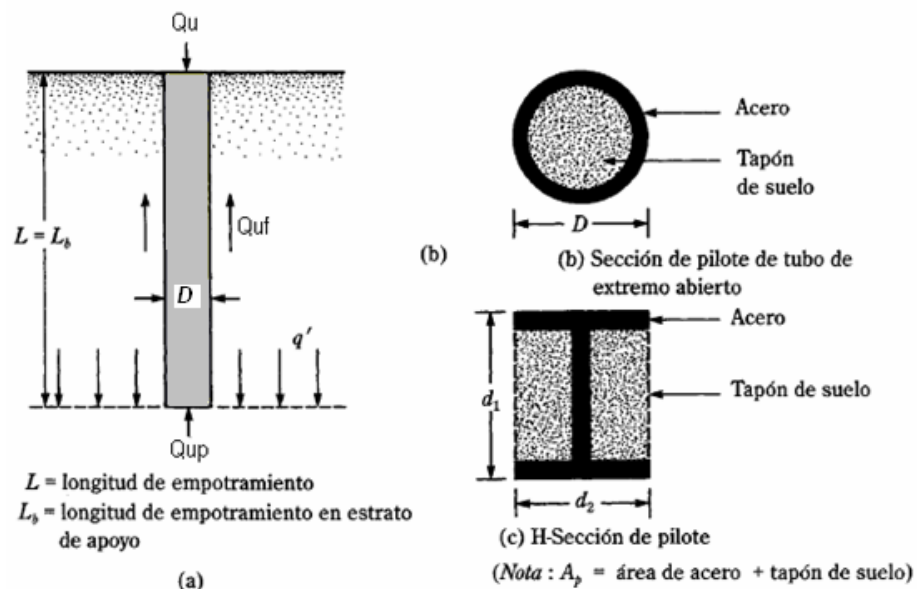 Qu
L = L_b
Quf
D
q'
Qup
L = longitud de empotramiento
L_b = longitud de empotramiento en estrato
de apoyo
(a)
Acero
Tapón
de suelo
D
(b)
(b) Sección de pilote de tubo de
extremo abierto
Acero
Tapón de suelo
d_1
d_2
(c) H-Sección de pilote
(Nota : A_p = área de acero + tapón de suelo)